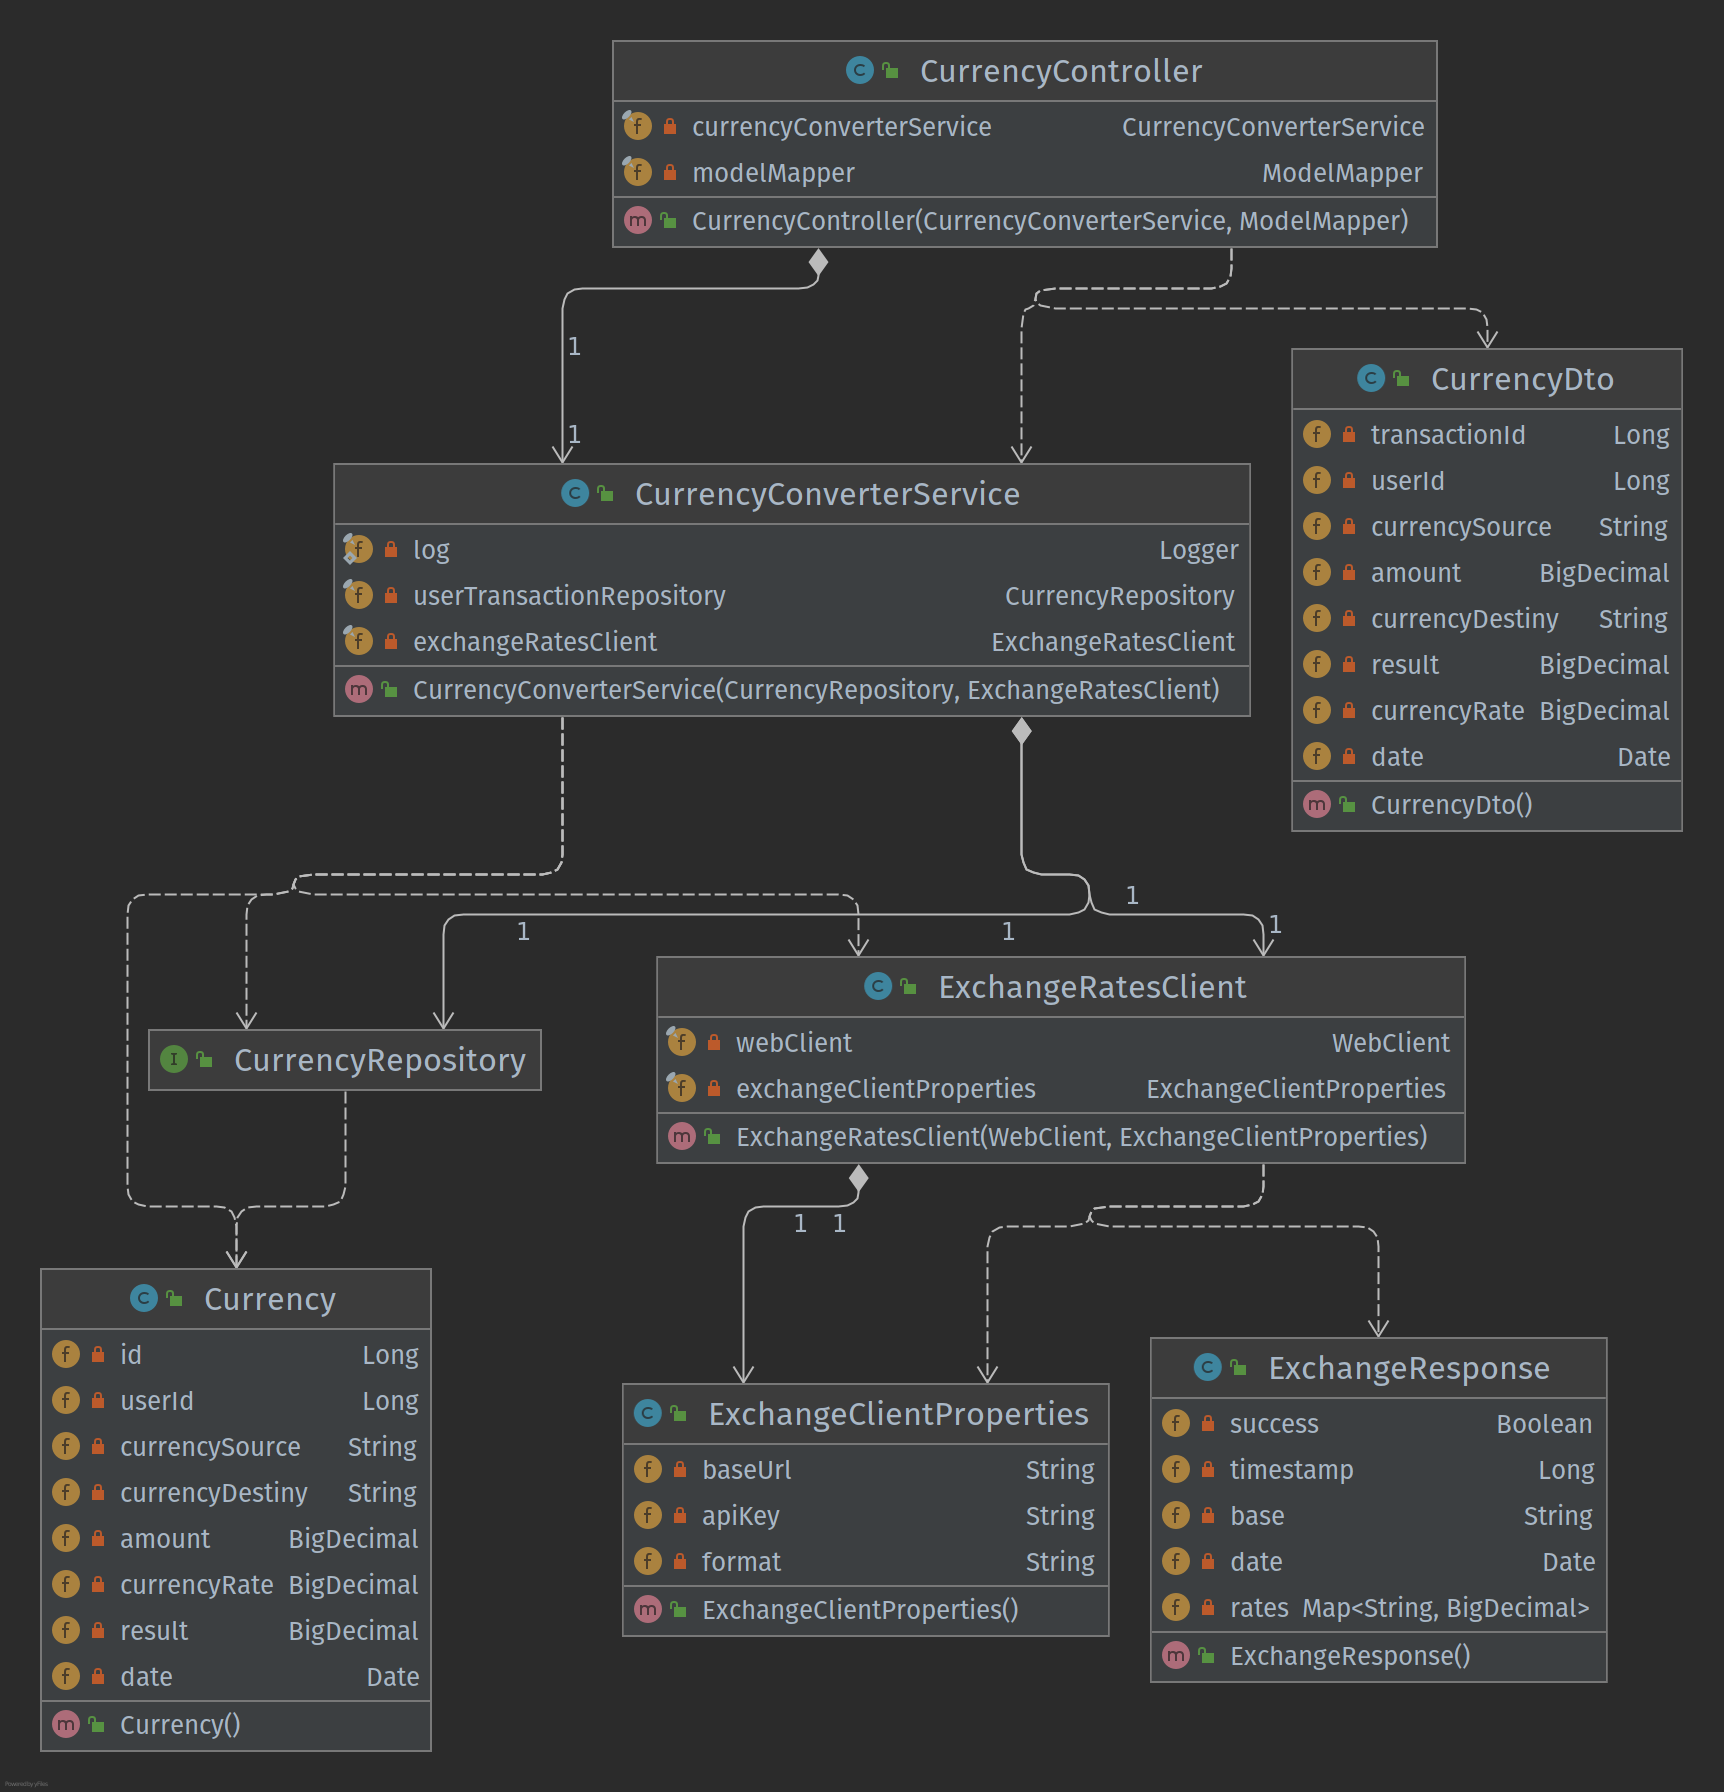 CurrencyController
currencyConverterService CurrencyConverterService
modelMapper ModelMapper
CurrencyController(CurrencyConverterService, ModelMapper)
1
1
CurrencyDto
transactionId Long
userId Long
currencySource String
amount BigDecimal
currencyDestiny String
result BigDecimal
currencyRate BigDecimal
date Date
CurrencyDto()
CurrencyConverterService
log Logger
userTransactionRepository CurrencyRepository
exchangeRatesClient ExchangeRatesClient
CurrencyConverterService(CurrencyRepository, ExchangeRatesClient)
1
1
1
1
ExchangeRatesClient
webClient WebClient
exchangeClientProperties ExchangeClientProperties
ExchangeRatesClient(WebClient, ExchangeClientProperties)
CurrencyRepository
1 1
Currency
id Long
userId Long
currencySource String
currencyDestiny String
amount BigDecimal
currencyRate BigDecimal
result BigDecimal
date Date
Currency()
ExchangeClientProperties
baseUrl String
apiKey String
format String
ExchangeClientProperties()
ExchangeResponse
success Boolean
timestamp Long
base String
date Date
rates Map<String, BigDecimal>
ExchangeResponse()
Powered by yFiles